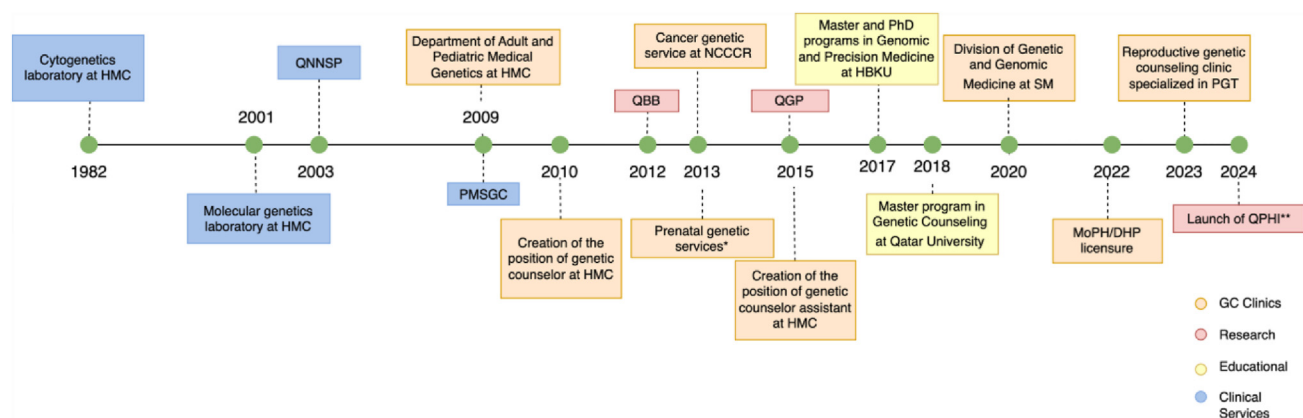 Cytogenetics
laboratory at HMC
QNNSP
Department of Adult and
Pediatric Medical
Genetics at HMC
Cancer genetic
service at NCCCR
Master and PhD
programs in Genomic
and Precision Medicine
at HBKU
Division of Genetic
and Genomic
Medicine at SM
Reproductive genetic
counseling clinic
specialized in PGT
QBB
QGP
2001
2009
1982
2003
2010
2012
2013
2015
2017
2018
2020
2022
2023
2024
Molecular genetics
laboratory at HMC
PMSGC
Creation of the
position of genetic
counselor at HMC
Prenatal genetic
services*
Creation of the
position of genetic
counselor assistant
at HMC
Master program in
Genetic Counseling
at Qatar University
MoPH/DHP
licensure
Launch of QPHI**
GC Clinics
Research
Educational
Clinical
Services